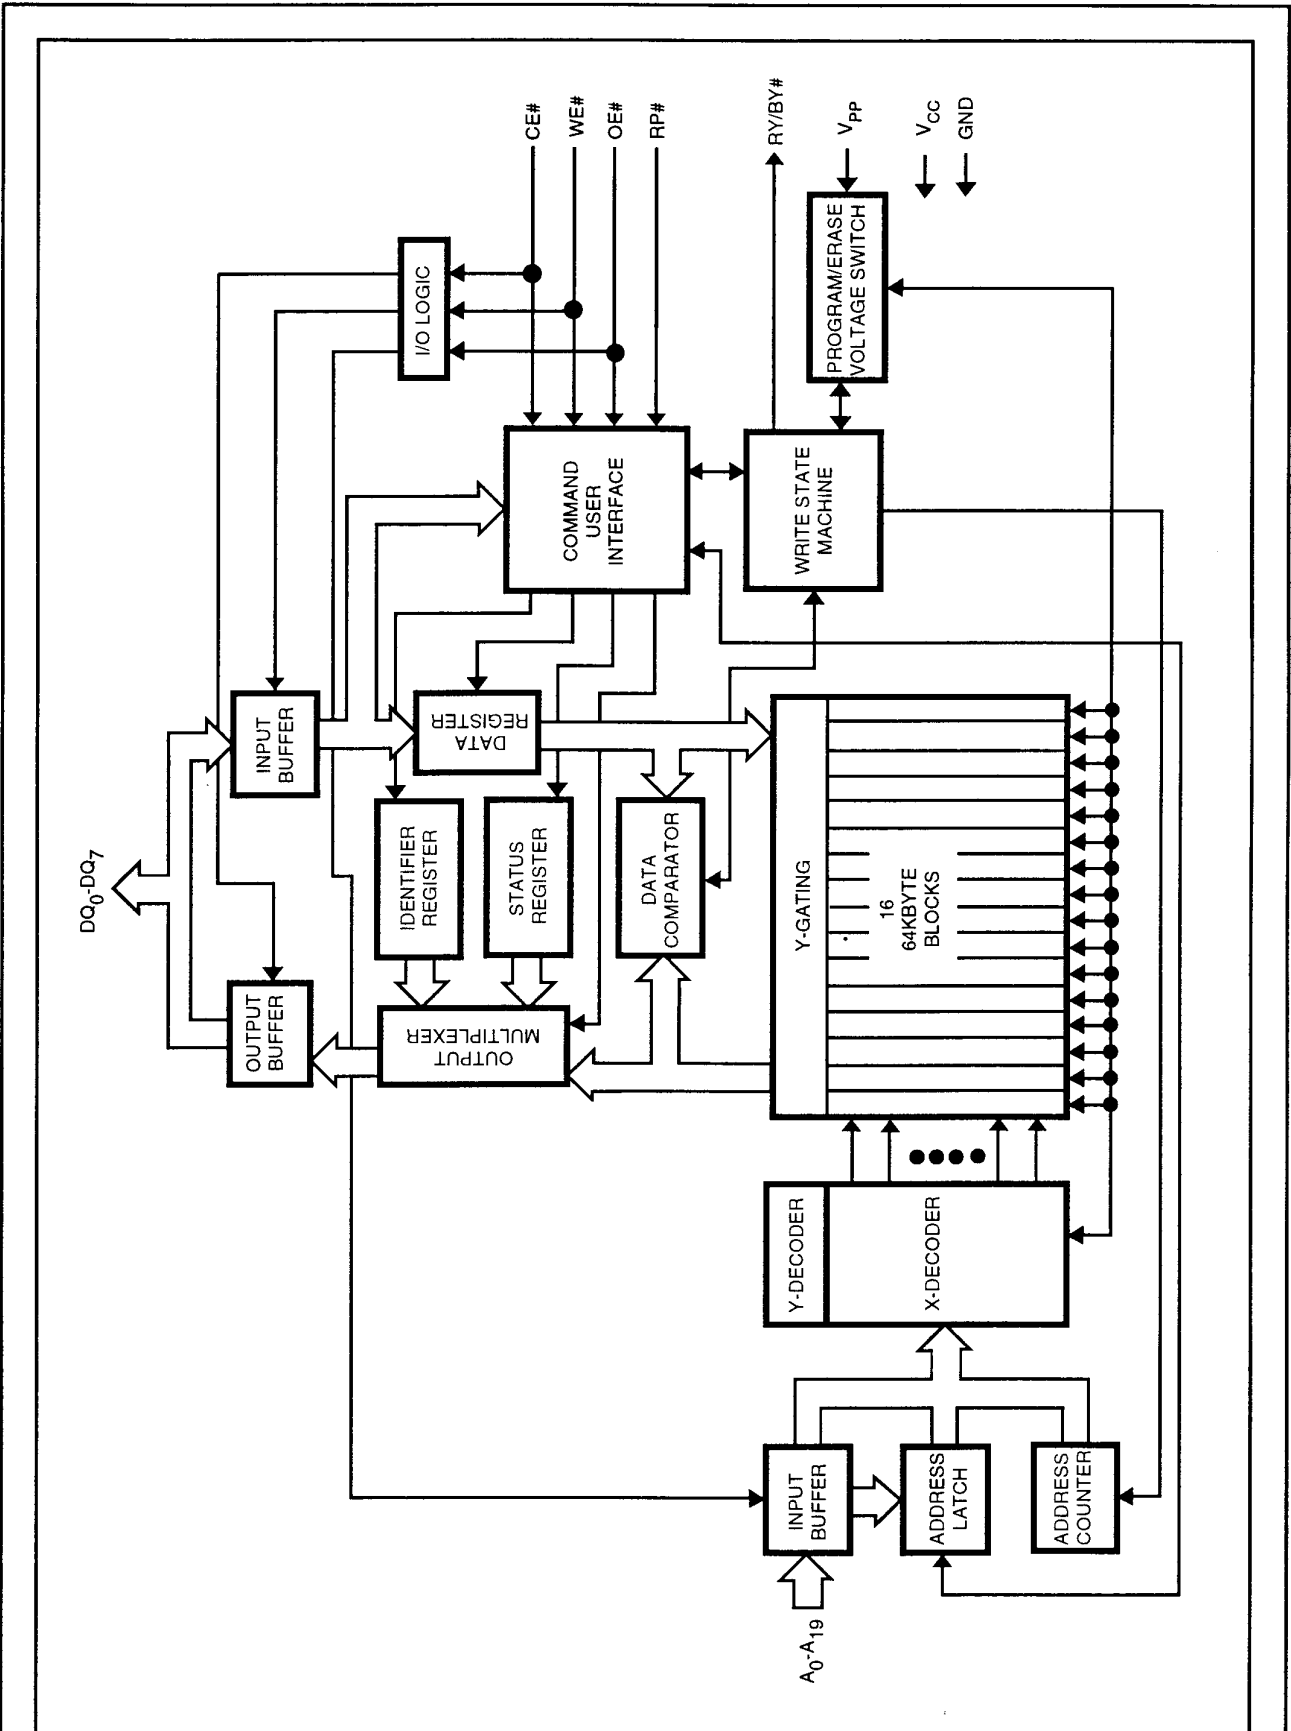 DQ0-DQ7
OUTPUT
BUFFER
INPUT
BUFFER
I/O LOGIC
CE#
WE#
OE#
RP#
IDENTIFIER
REGISTER
STATUS
REGISTER
DATA
REGISTER
OUTPUT
MULTIPLEXER
DATA
COMPARATOR
COMMAND
USER
INTERFACE
WRITE STATE
MACHINE
RY/BY#
PROGRAM/ERASE
VOLTAGE SWITCH
VPP
VCC
GND
A0-A19
INPUT
BUFFER
ADDRESS
LATCH
ADDRESS
COUNTER
Y-DECODER
X-DECODER
Y-GATING
16
64KBYTE
BLOCKS